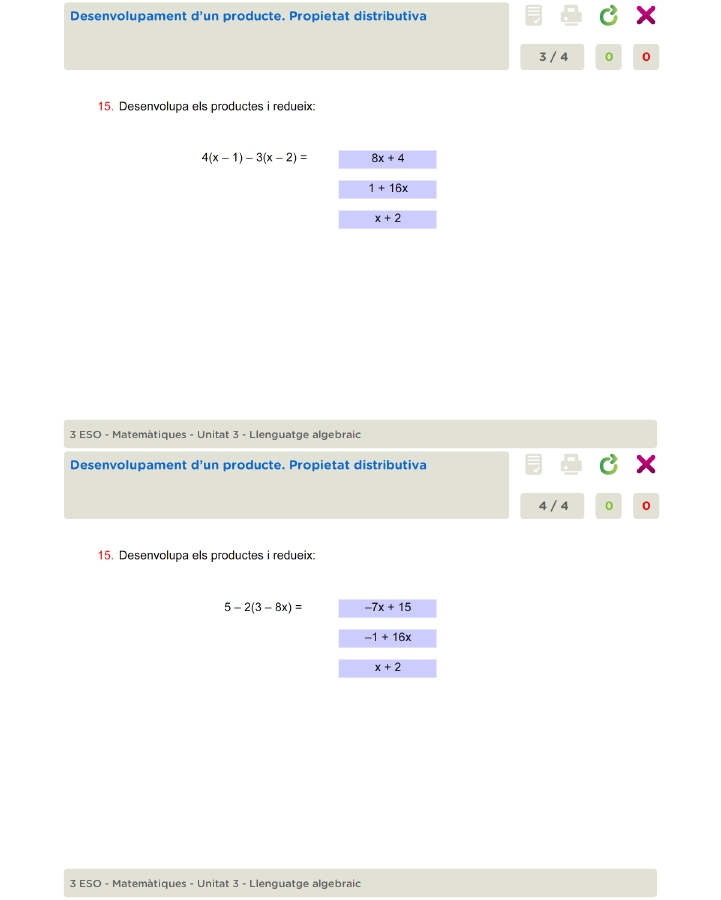 Desenvolupament d’un producte. Propietat distributiva
3 / 4
0
0
15. Desenvolupa els productes i redueix:
4(x – 1) – 3(x – 2) =
8x + 4
1 + 16x
x + 2
3 ESO - Matemàtiques - Unitat 3 - Llenguatge algebraic
Desenvolupament d’un producte. Propietat distributiva
4 / 4
0
0
15. Desenvolupa els productes i redueix:
5 – 2(3 – 8x) =
–7x + 15
–1 + 16x
x + 2
3 ESO - Matemàtiques - Unitat 3 - Llenguatge algebraic